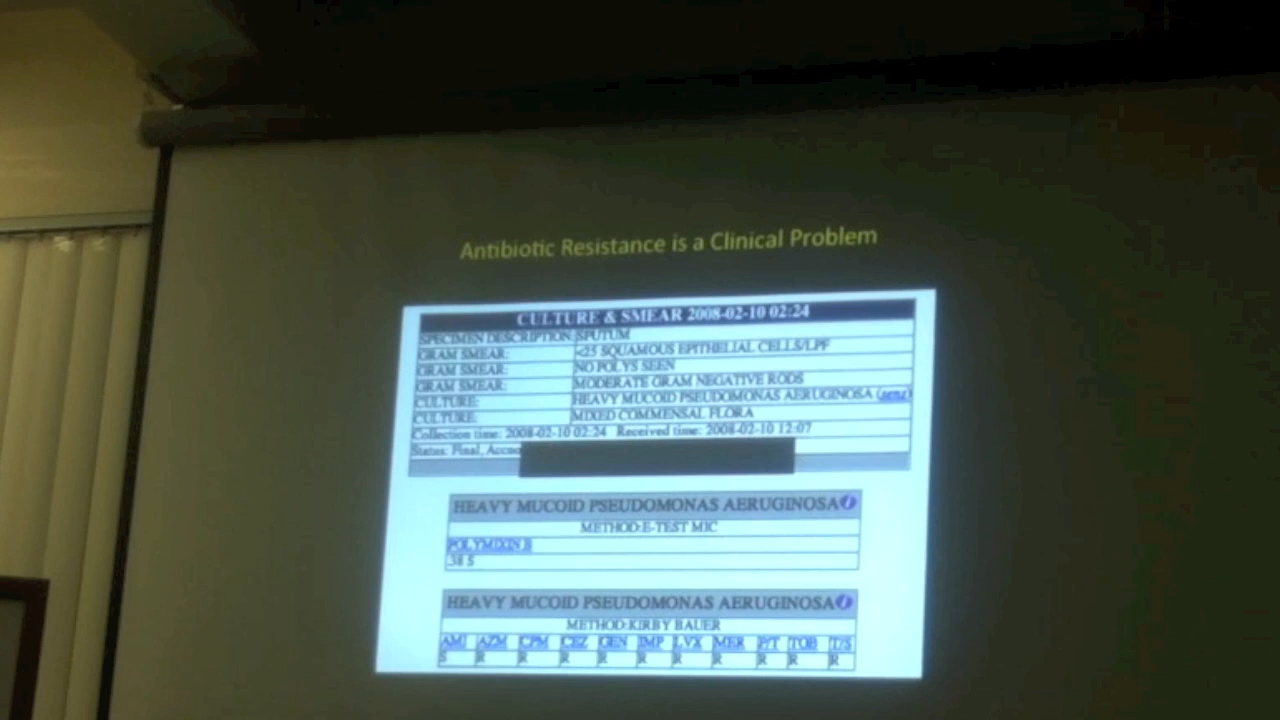 Antibiotic Resistance is a Clinical Problem
CULTURE & SMEAR 2008-02-10 02:24
SPECIMEN DESCRIPTION: SPUTUM
GRAM SMEAR: <25 SQUAMOUS EPITHELIAL CELLS/LPF
GRAM SMEAR: NO POLYS SEEN
GRAM SMEAR: MODERATE GRAM NEGATIVE RODS
CULTURE: HEAVY MUCOID PSEUDOMONAS AERUGINOSA (sens)
CULTURE: MIXED COMMENSAL FLORA
Collection time: 2008-02-10 02:24 Received time: 2008-02-10 12:07
Status: Final,
HEAVY MUCOID PSEUDOMONAS AERUGINOSA
METHOD:E-TEST MIC
POLYMIXIN B
.38 S
HEAVY MUCOID PSEUDOMONAS AERUGINOSA
METHOD:KIRBY BAUER
AMI AZM CPM CEZ GEN IMP LVX MER P/T TOB T/S
S R R R R R R R R R R